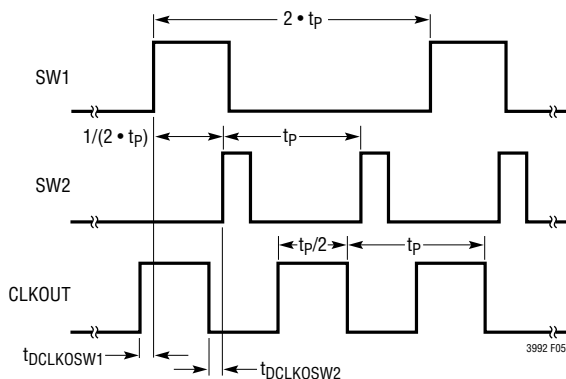 2 • tP
SW1
1/(2 • tP)
tP
SW2
tP/2
tP
CLKOUT
3992 F05
tDCLKOSW1
tDCLKOSW2